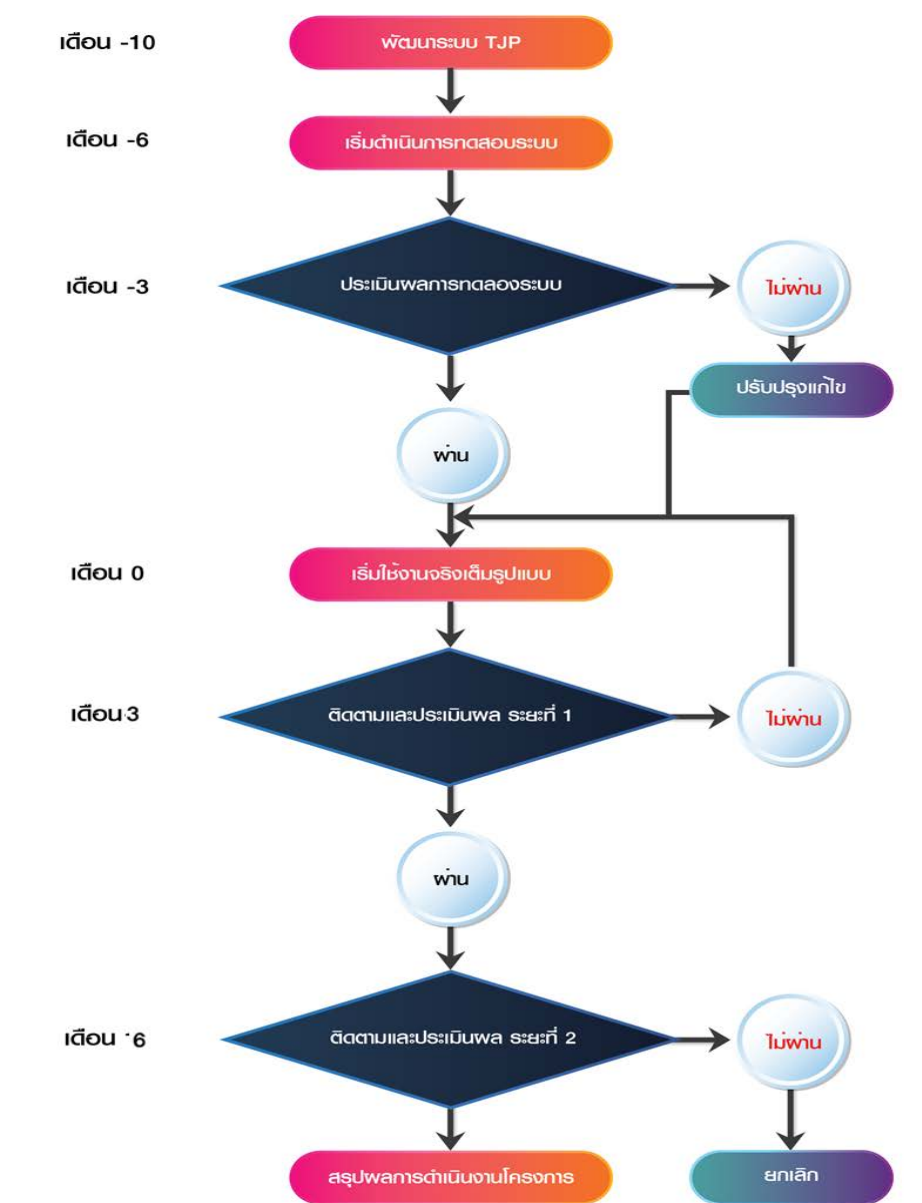 เดือน -10
พัฒนาระบบ TJP
เดือน -6
เริ่มดำเนินการทดสอบระบบ
เดือน -3
ประเมินผลการทดลองระบบ
ไม่ผ่าน
ปรับปรุงแก้ไข
ผ่าน
เดือน 0
เริ่มใช้งานจริงเต็มรูปแบบ
เดือน 3
ติดตามและประเมินผล ระยะที่ 1
ไม่ผ่าน
ผ่าน
เดือน 6
ติดตามและประเมินผล ระยะที่ 2
ไม่ผ่าน
สรุปผลการดำเนินงานโครงการ
ยกเลิก